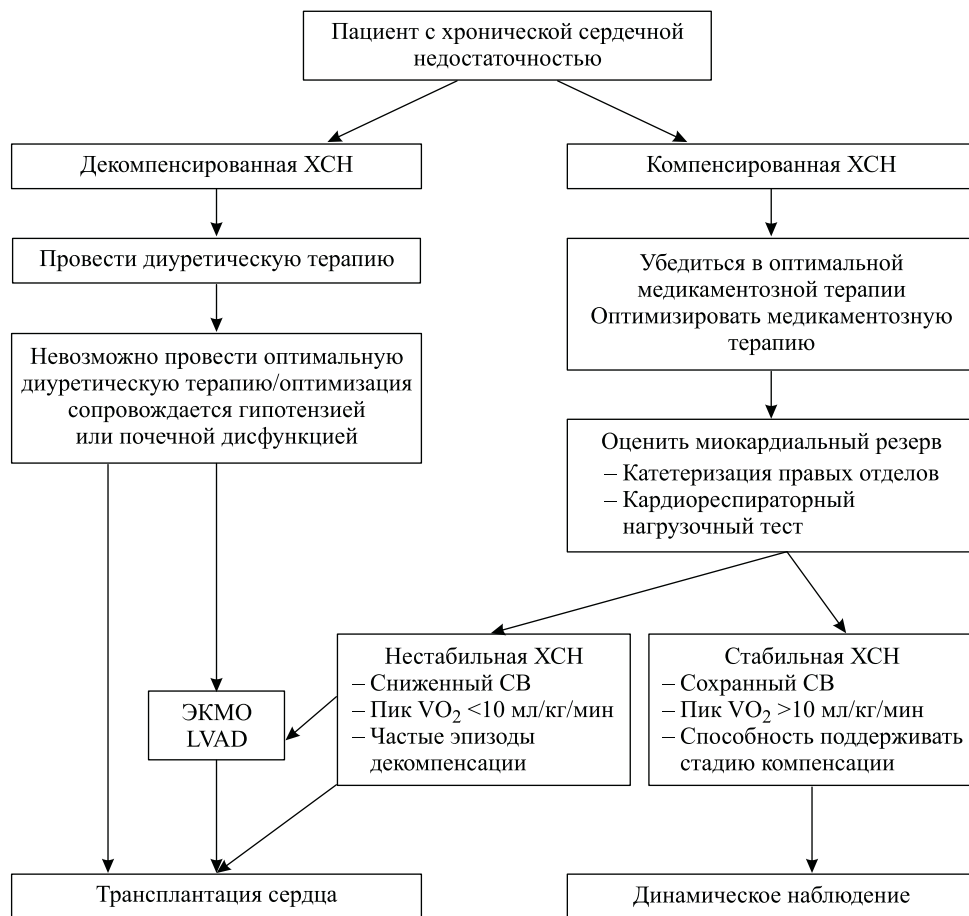 Пациент с хронической сердечной
недостаточностью
Декомпенсированная ХСН
Компенсированная ХСН
Провести диуретическую терапию
Убедиться в оптимальной
медикаментозной терапии
Оптимизировать медикаментозную
терапию
Невозможно провести оптимальную
диуретическую терапию/оптимизация
сопровождается гипотензией
или почечной дисфункцией
Оценить миокардиальный резерв
– Катетеризация правых отделов
– Кардиореспираторный
нагрузочный тест
Нестабильная ХСН
– Сниженный СВ
– Пик VO₂ <10 мл/кг/мин
– Частые эпизоды
декомпенсации
Стабильная ХСН
– Сохранный СВ
– Пик VO₂ >10 мл/кг/мин
– Способность поддерживать
стадию компенсации
ЭКМО
LVAD
Трансплантация сердца
Динамическое наблюдение